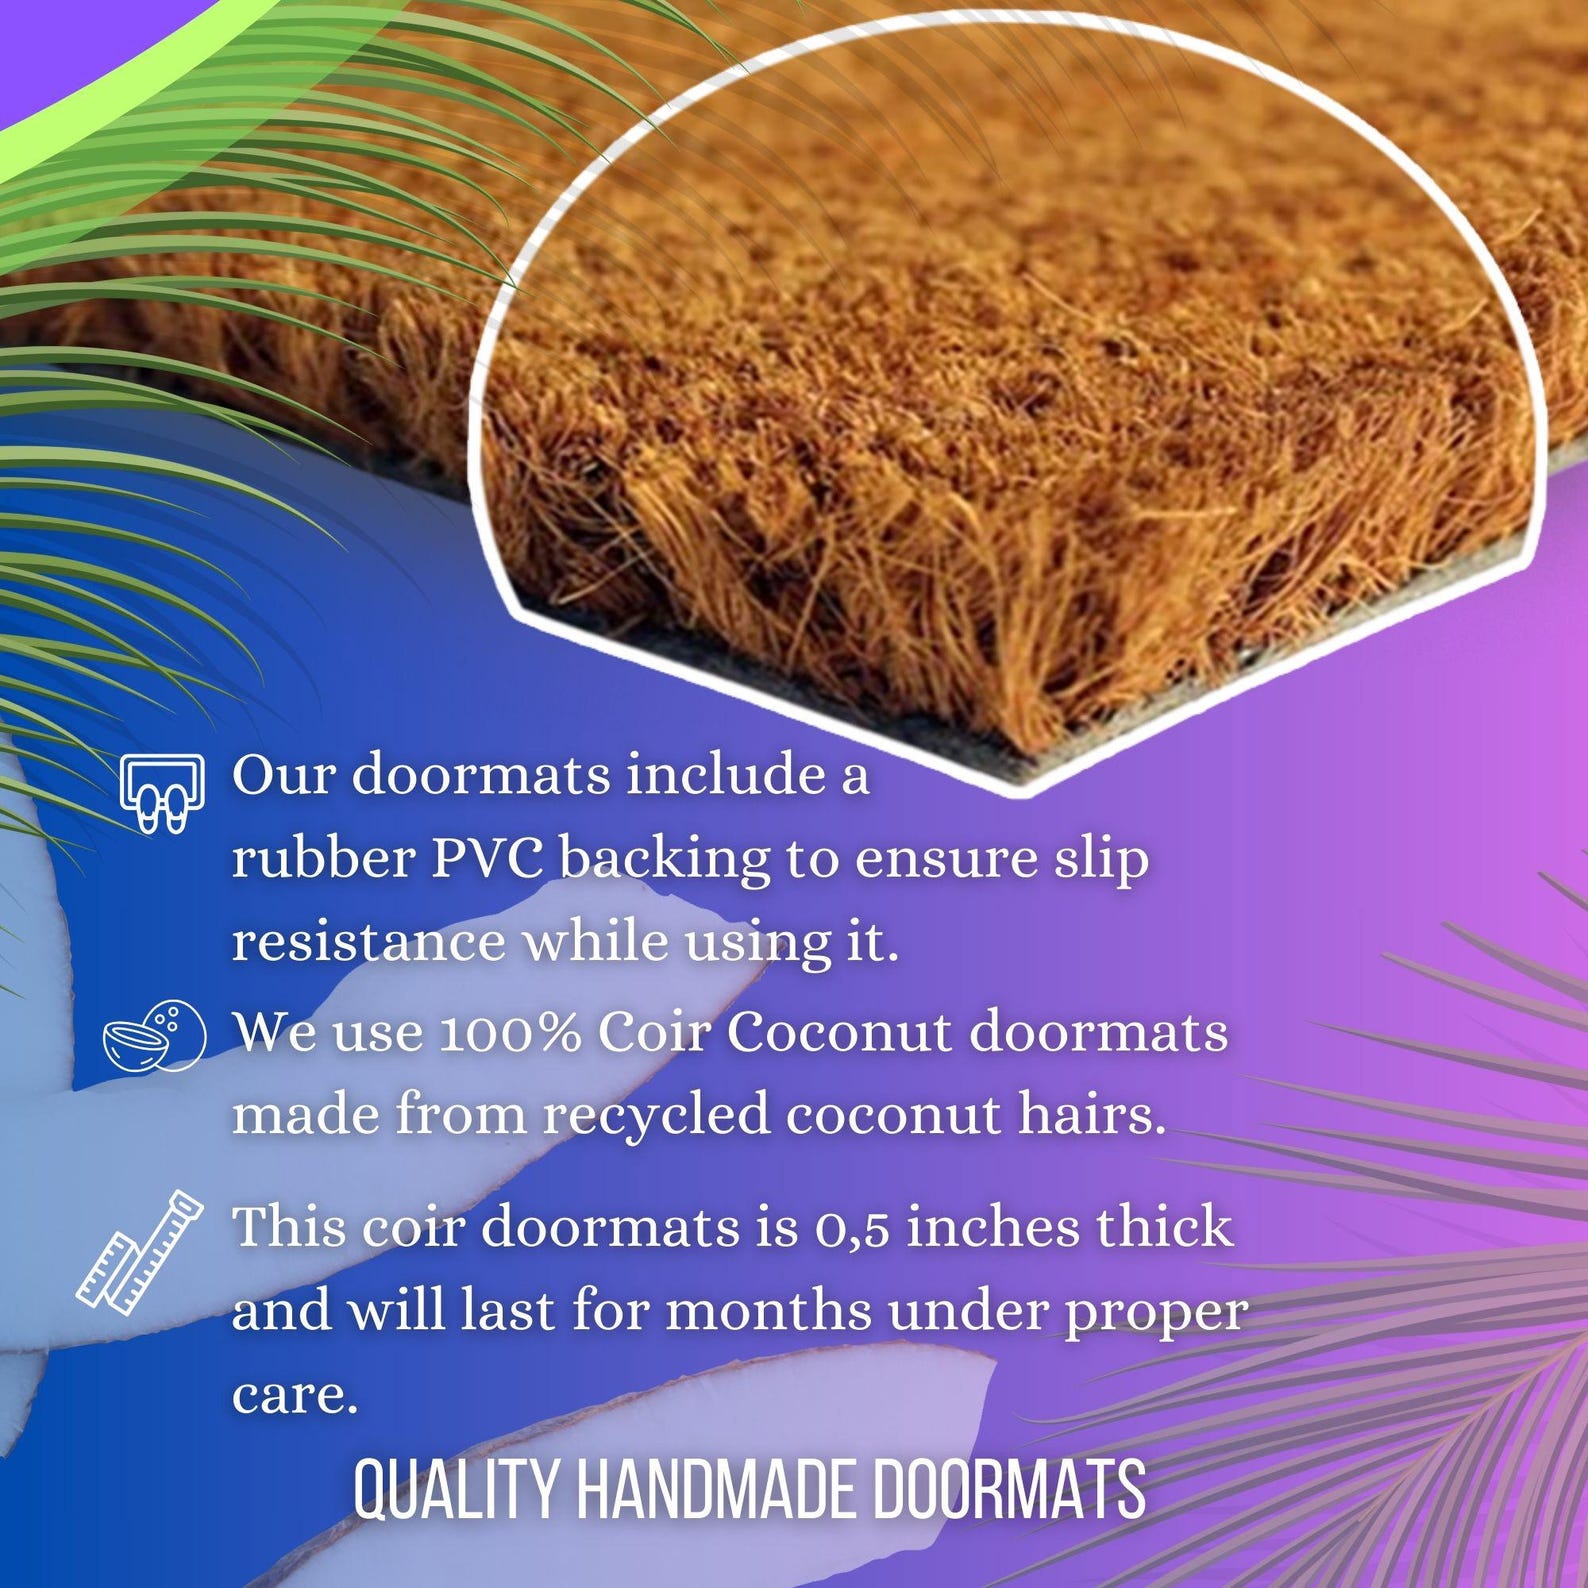 Our doormats include a
rubber PVC backing to ensure slip
resistance while using it.
We use 100% Coir Coconut doormats
made from recycled coconut hairs.
This coir doormats is 0,5 inches thick
and will last for months under proper
care.
QUALITY HANDMADE DOORMATS